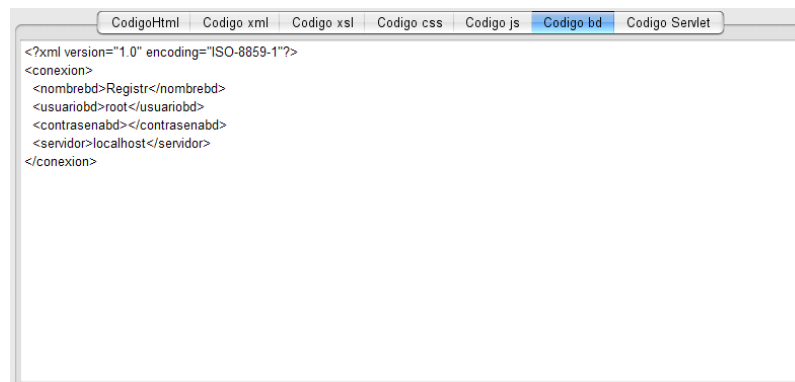 CodigoHtml Codigo xml Codigo xsl Codigo css Codigo js Codigo bd Codigo Servlet
<?xml version="1.0" encoding="ISO-8859-1"?>
<conexion>
<nombrebd>Registr</nombrebd>
<usuariobd>root</usuariobd>
<contrasenabd></contrasenabd>
<servidor>localhost</servidor>
</conexion>